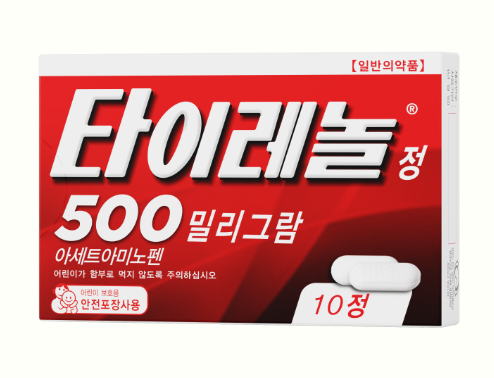 【일반의약품】
타이레놀® 정
500 밀리그람
아세트아미노펜
어린이가 함부로 먹지 않도록 주의하십시오
어린이 보호용
안전포장사용
10정